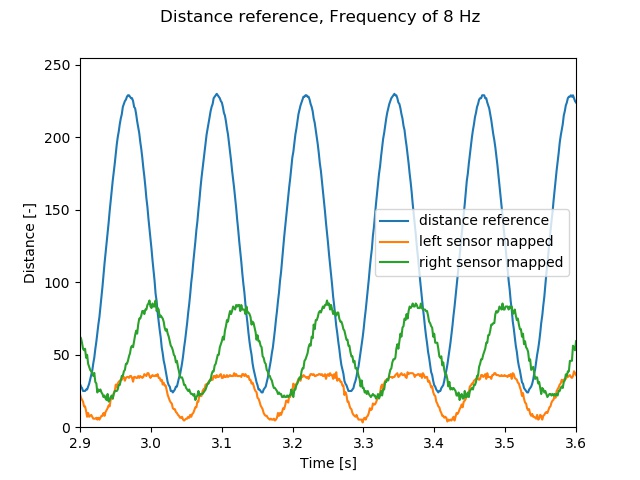 Distance reference, Frequency of 8 Hz
250
200
150
100
50
0
Distance [-]
distance reference
left sensor mapped
right sensor mapped
2.9 3.0 3.1 3.2 3.3 3.4 3.5 3.6
Time [s]